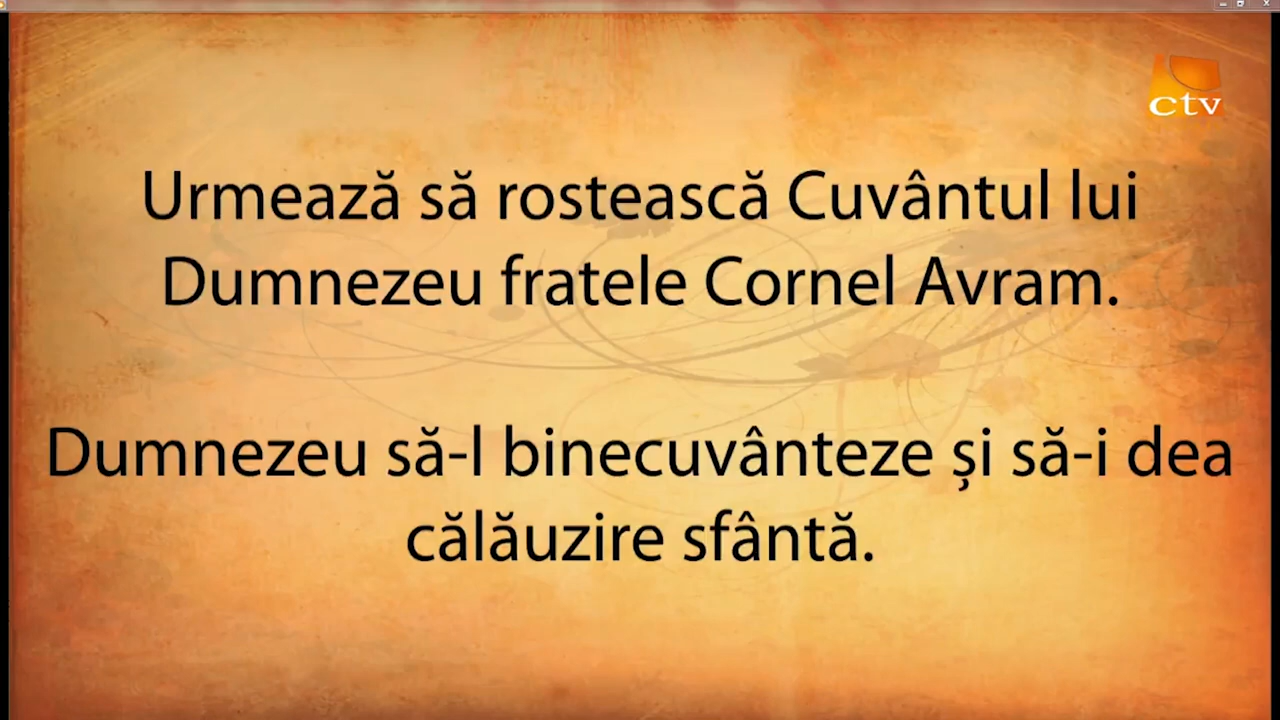 ctv
Urmează să rostească Cuvântul lui
Dumnezeu fratele Cornel Avram.
Dumnezeu să-l binecuvânteze și să-i dea
călăuzire sfântă.